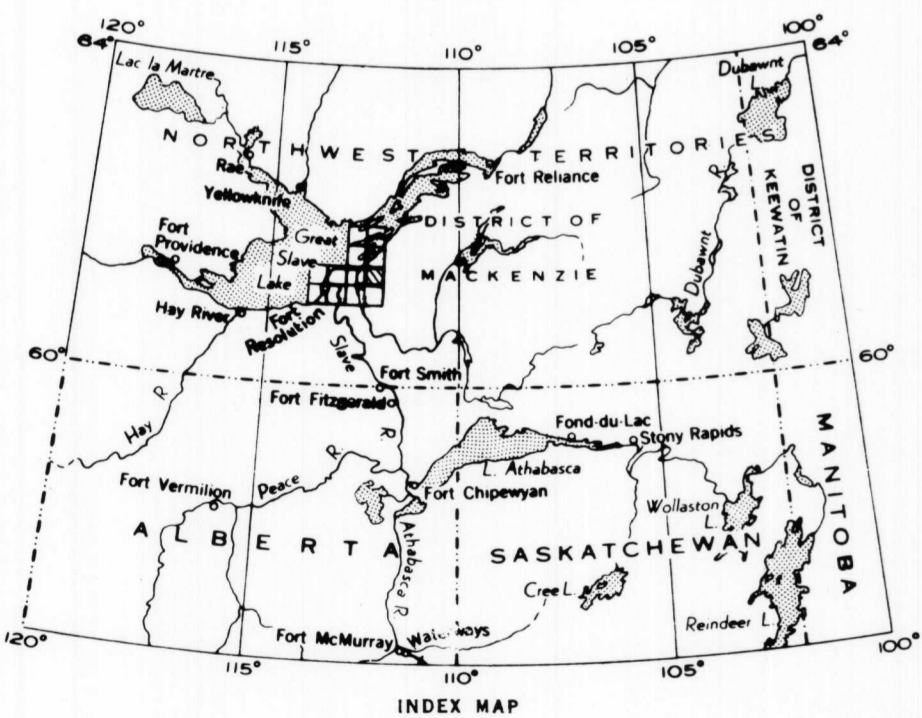 120°
115°
110°
105°
100°
64°
64°
Lac la Martre
Dubawnt
NORTHWEST TERRITORIES
Rae
Fort Reliance
Yellowknife
DISTRICT OF
KEEWATIN
DISTRICT OF
MACKENZIE
Fort
Providence
Great
Slave
Lake
Dubawnt
R
Hay River
Fort
Resolution
Slave
R
60°
60°
Fort Smith
Fort Fitzgerald
Hay R
Fond-du-Lac
Stony Rapids
L. Athabasca
MANITOBA
Fort Vermilion
Peace R
Fort Chipewyan
Wollaston
L.
ALBERTA
Athabasca R
SASKATCHEWAN
Cree L.
Reindeer L.
Fort McMurray
Waterways
120°
115°
110°
105°
100°
INDEX MAP